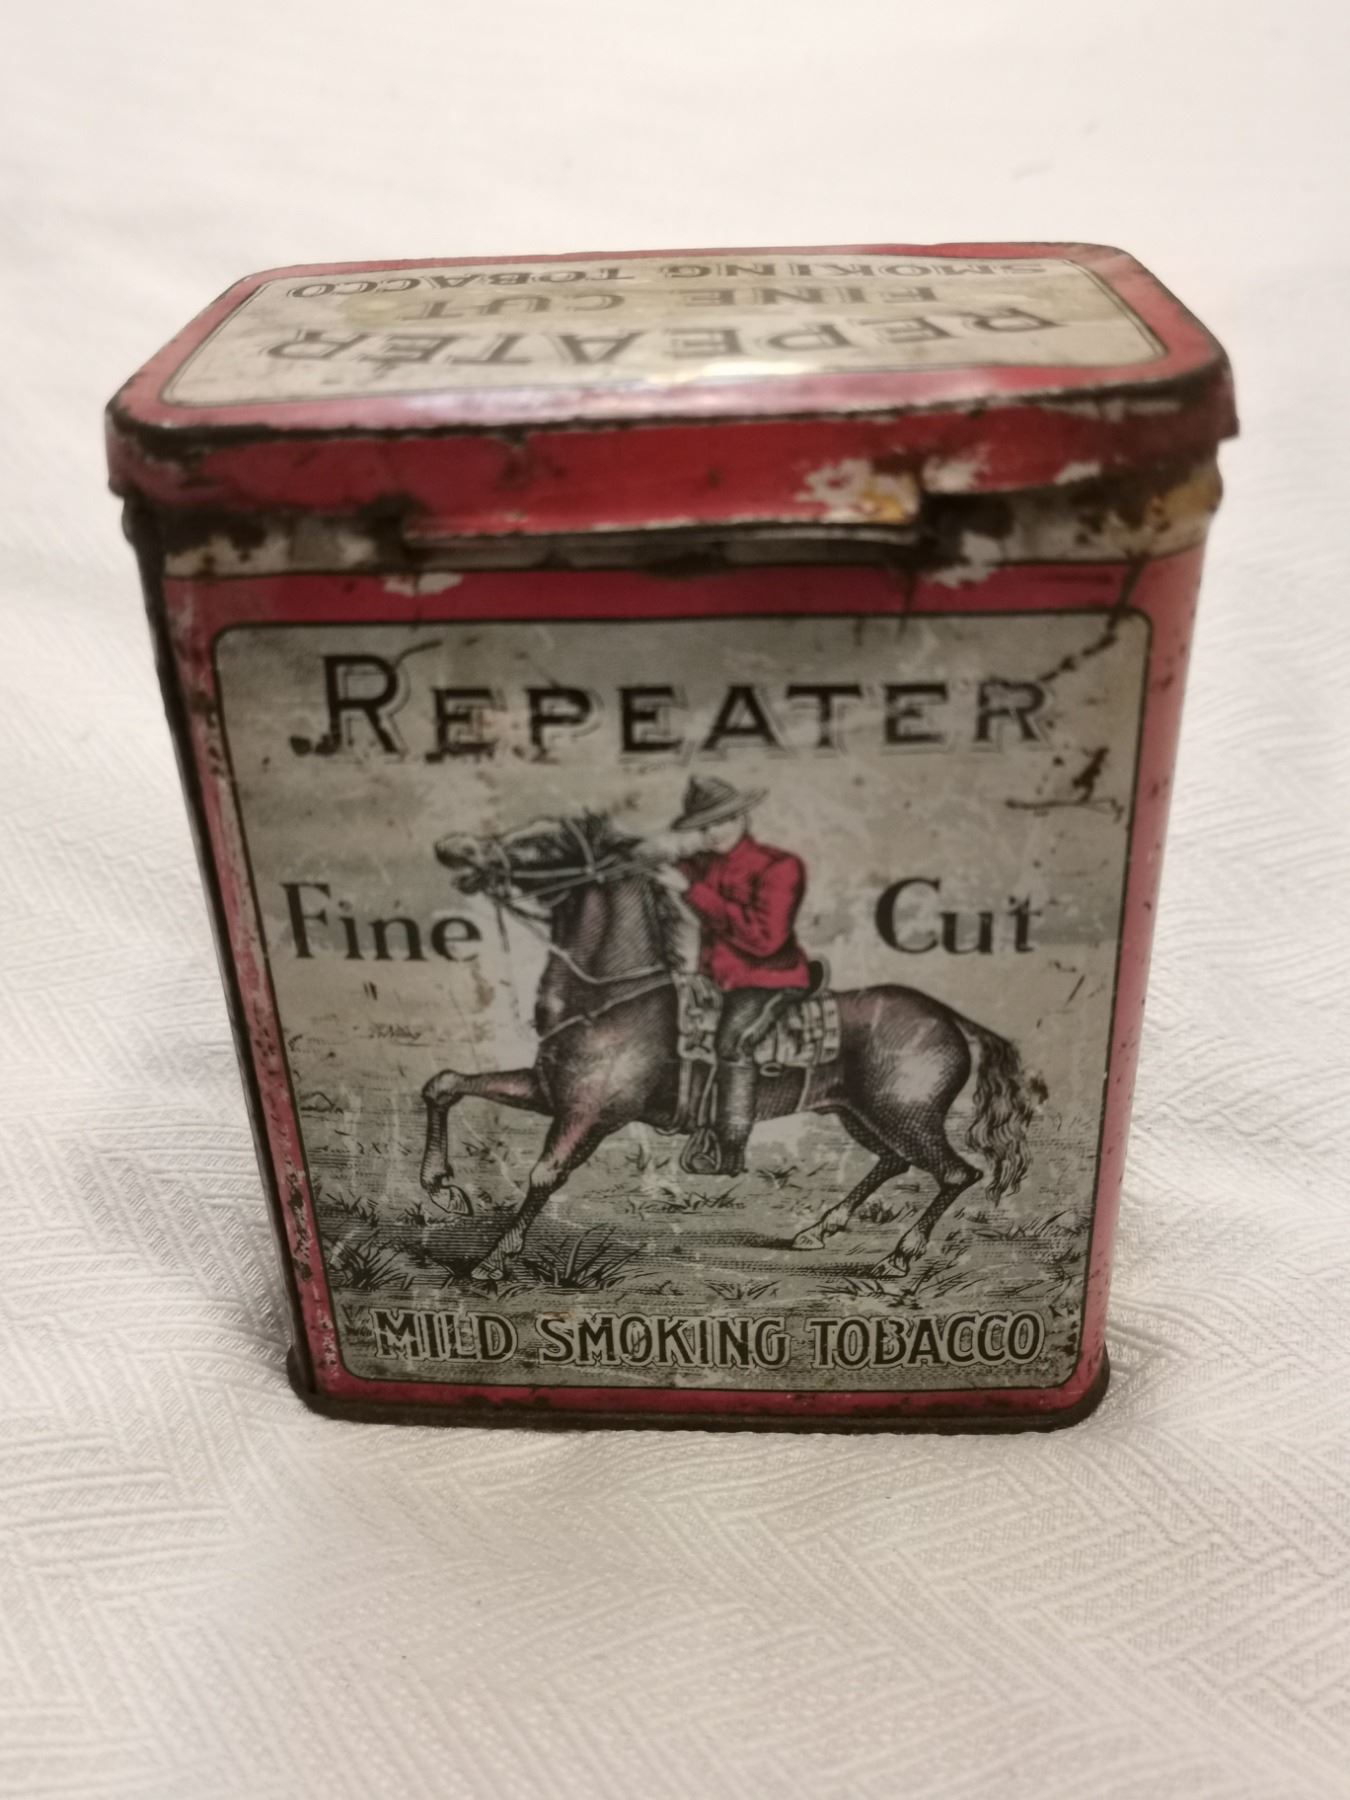 REPEATER
FINE CUT
SMOKING TOBACCO
REPEATER
Fine Cut
MILD SMOKING TOBACCO